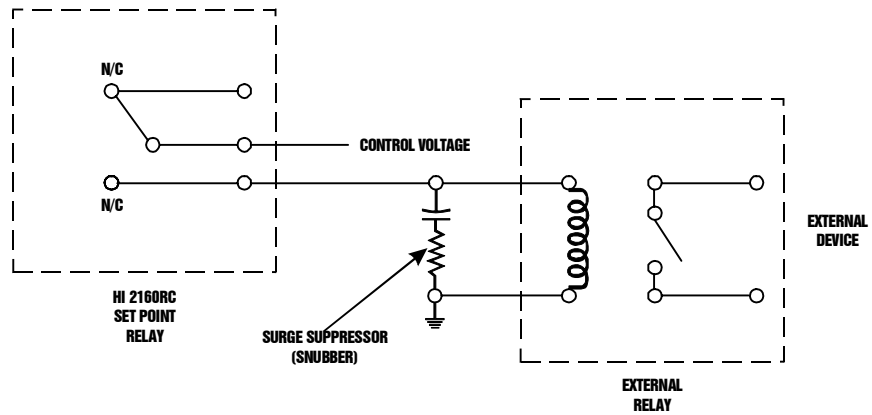 N/C
CONTROL VOLTAGE
N/C
HI 2160RC
SET POINT
RELAY
SURGE SUPPRESSOR
(SNUBBER)
EXTERNAL
DEVICE
EXTERNAL
RELAY